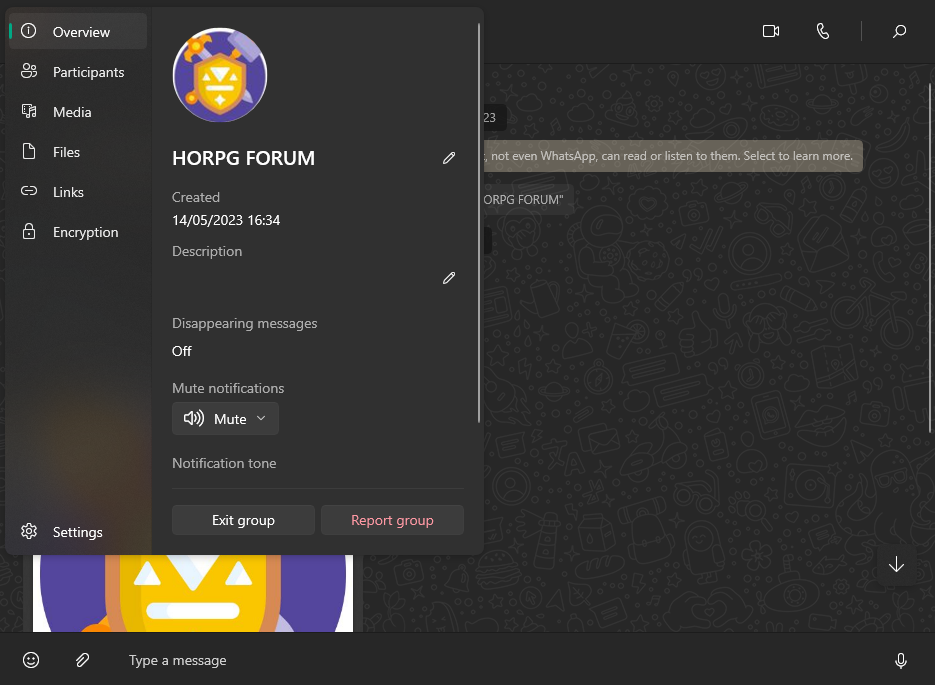 Overview
Participants
Media
Files
Links
Encryption
Settings
HORPG FORUM
Created
14/05/2023 16:34
Description
Disappearing messages
Off
Mute notifications
Mute
Notification tone
Exit group
Report group
23
, not even WhatsApp, can read or listen to them. Select to learn more.
ORPG FORUM"
Type a message